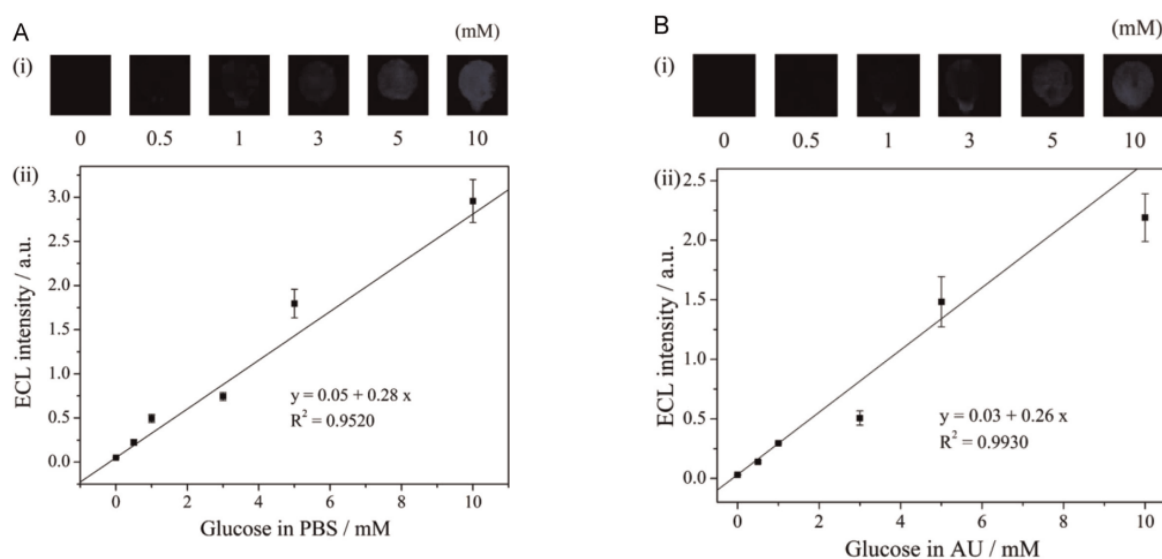 A
(mM)
(i)
0 0.5 1 3 5 10
(ii)
3.0
2.5
2.0
1.5
1.0
0.5
0.0
ECL intensity / a.u.
y = 0.05 + 0.28 x
R² = 0.9520
0 2 4 6 8 10
Glucose in PBS / mM
B
(mM)
(i)
0 0.5 1 3 5 10
(ii)
2.5
2.0
1.5
1.0
0.5
0.0
ECL intensity / a.u.
y = 0.03 + 0.26 x
R² = 0.9930
0 2 4 6 8 10
Glucose in AU / mM